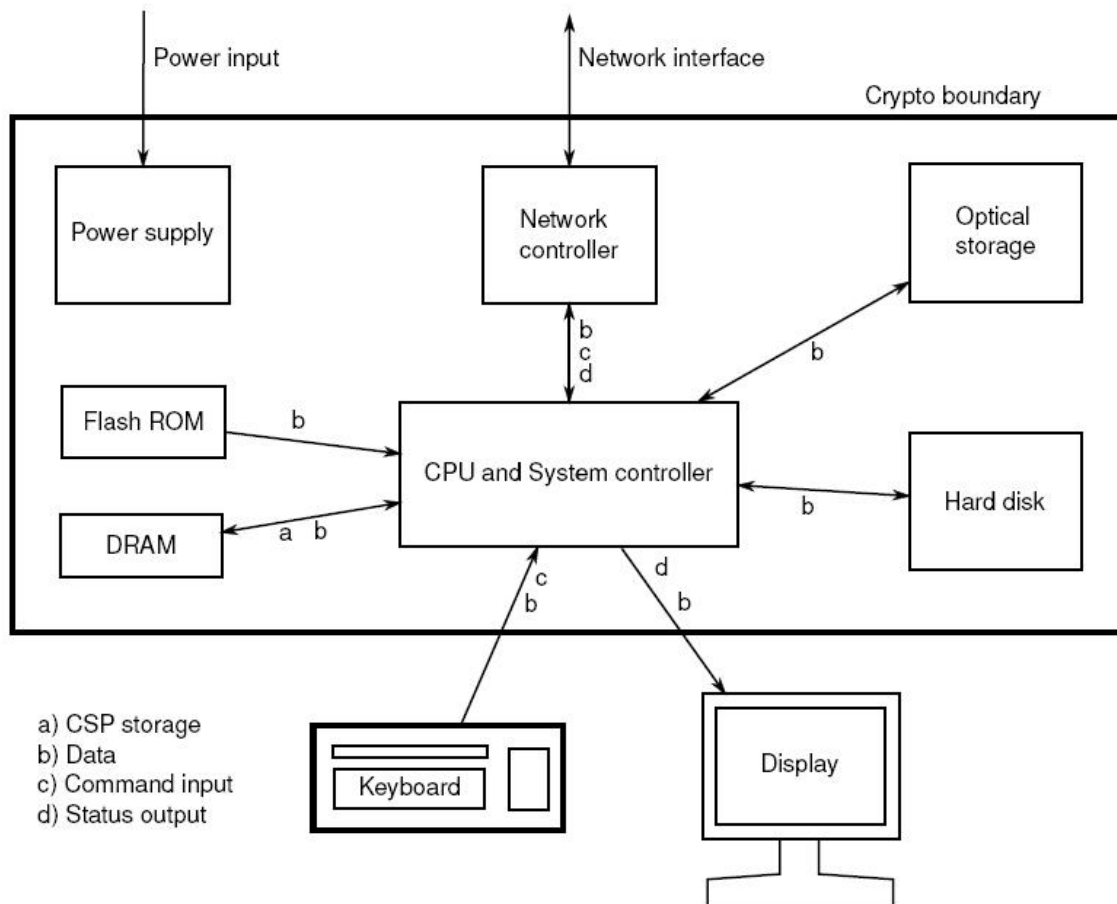 Power input
Network interface
Crypto boundary
Power supply
Network
controller
Optical
storage
b
c
d
b
Flash ROM
b
CPU and System controller
b
Hard disk
DRAM
a b
c
b
d
b
a) CSP storage
b) Data
c) Command input
d) Status output
Keyboard
Display